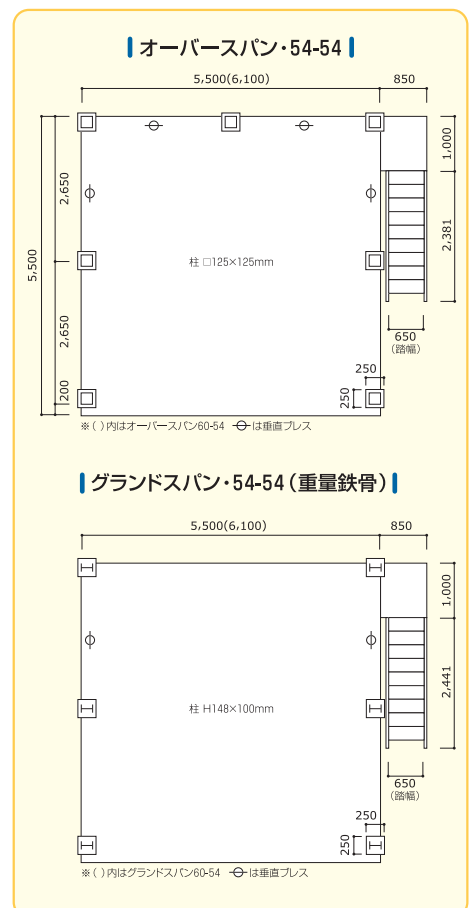 オーバースパン・54-54
5,500(6,100)
850
1,000
2,650
2,381
5,500
柱 □125×125mm
2,650
650
(踏幅)
250
200
250
※( )内はオーバースパン60-54 は垂直ブレス
グランドスパン・54-54(重量鉄骨)
5,500(6,100)
850
1,000
2,441
柱 H148×100mm
650
(踏幅)
250
250
※( )内はグランドスパン60-54 は垂直ブレス